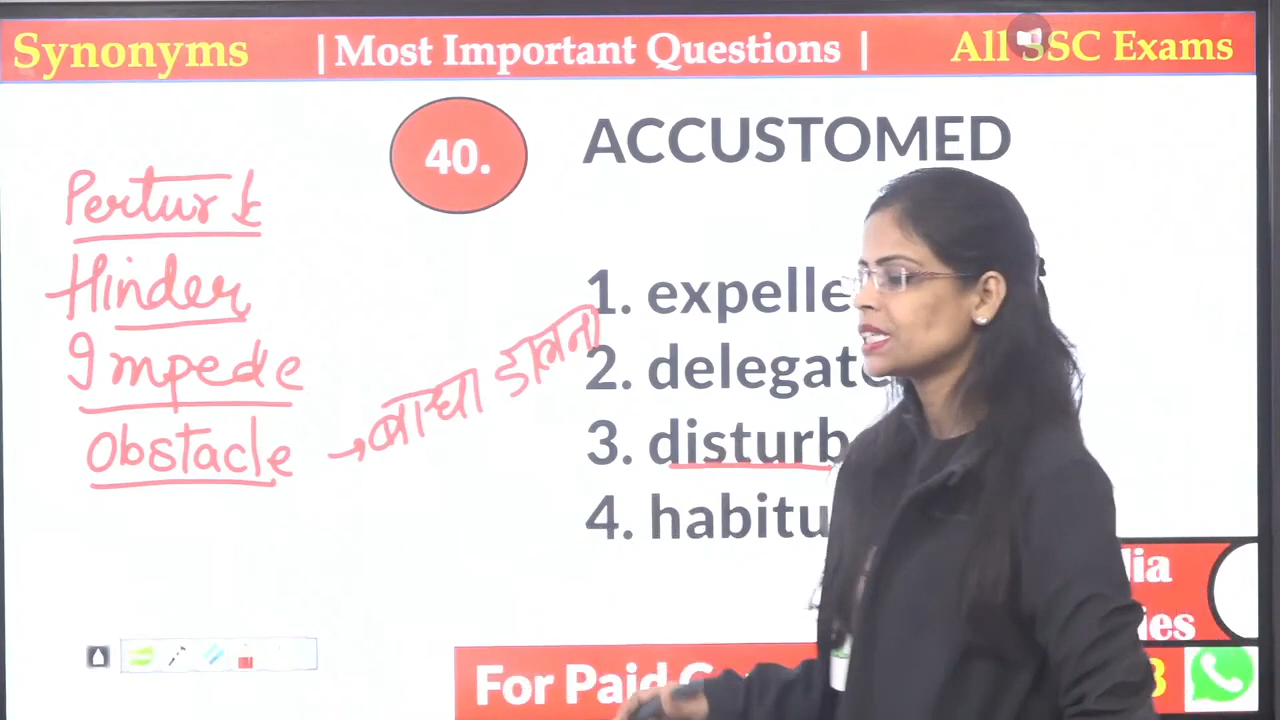 Synonyms | Most Important Questions | All SSC Exams
40. ACCUSTOMED
Perturb
Hinder
Impede
Obstacle → बाधा डालना
1. expelle
2. delegate
3. disturb
4. habitu
For Paid